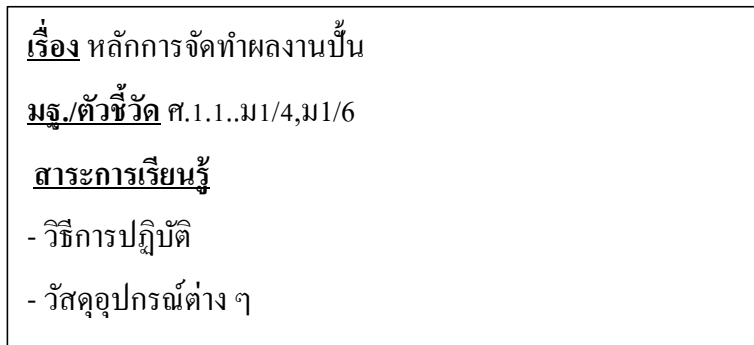 เรื่อง หลักการจัดทำผลงานปั้น
มฐ./ตัวชี้วัด ศ.1.1..ม1/4,ม1/6
สาระการเรียนรู้
- วิธีการปฏิบัติ
- วัสดุอุปกรณ์ต่าง ๆ